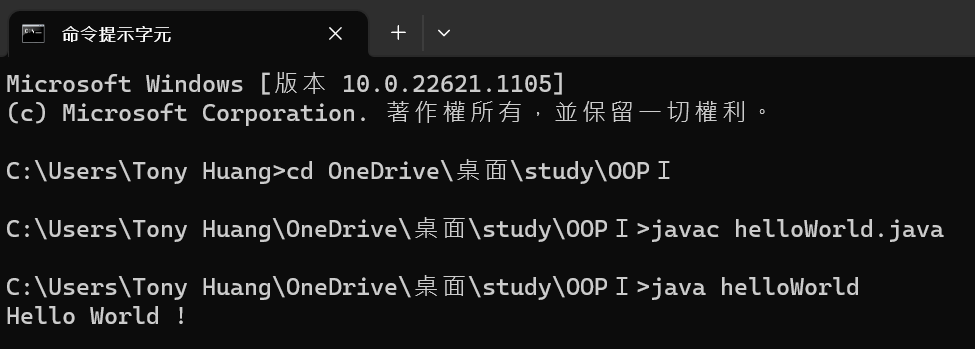 命令提示字元
Microsoft Windows [版本 10.0.22621.1105]
(c) Microsoft Corporation. 著作權所有，並保留一切權利。
C:\Users\Tony Huang>cd OneDrive\桌面\study\OOPⅠ
C:\Users\Tony Huang\OneDrive\桌面\study\OOPⅠ>javac helloWorld.java
C:\Users\Tony Huang\OneDrive\桌面\study\OOPⅠ>java helloWorld
Hello World !